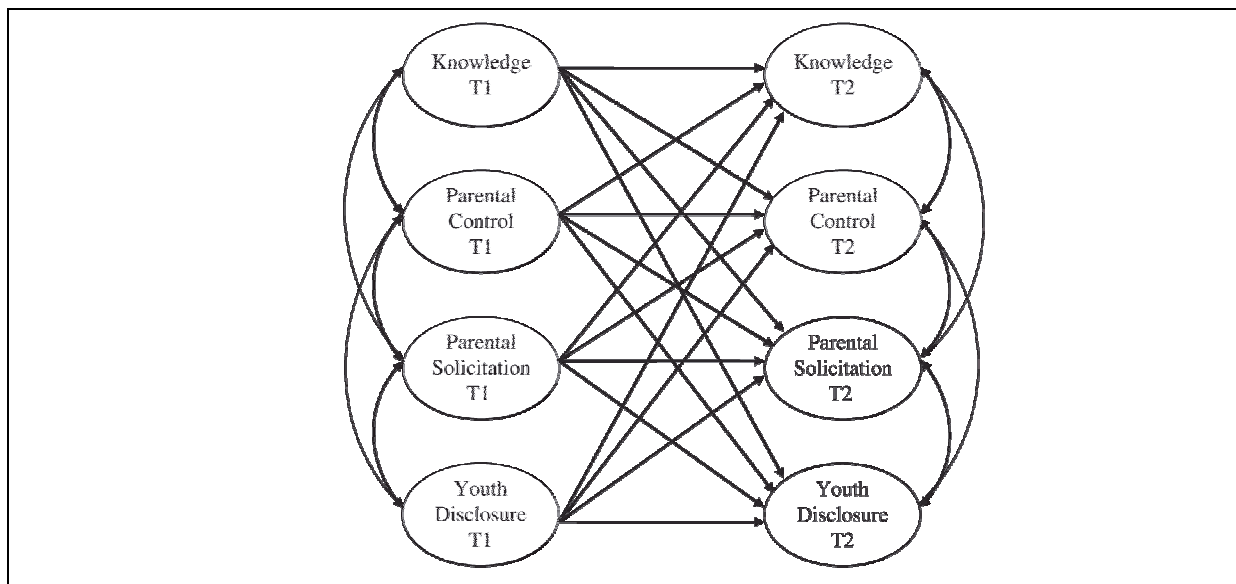 Knowledge
T1
Knowledge
T2
Parental
Control
T1
Parental
Control
T2
Parental
Solicitation
T1
Parental
Solicitation
T2
Youth
Disclosure
T1
Youth
Disclosure
T2